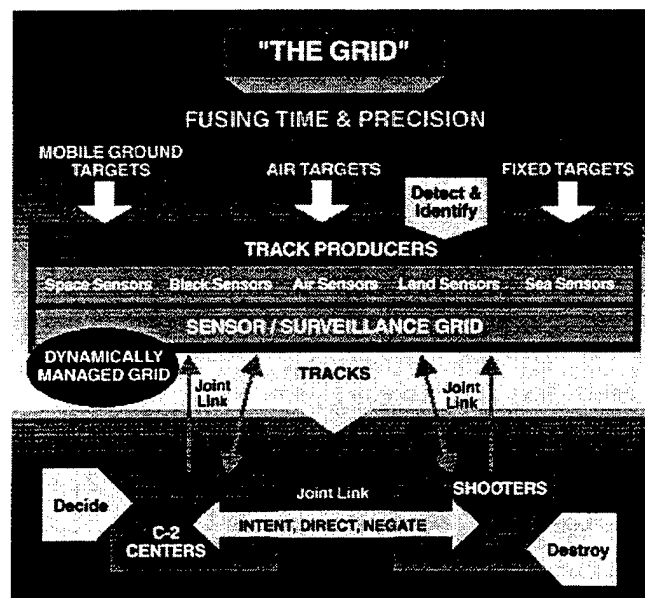 "THE GRID"
FUSING TIME & PRECISION
MOBILE GROUND
TARGETS
AIR TARGETS
FIXED TARGETS
Detect &
Identify
TRACK PRODUCERS
Space Sensors Black Sensors Air Sensors Land Sensors Sea Sensors
SENSOR / SURVEILLANCE GRID
DYNAMICALLY
MANAGED GRID
Joint
Link
TRACKS
Joint
Link
Decide
Joint Link
SHOOTERS
C-2
CENTERS
INTENT, DIRECT, NEGATE
Destroy